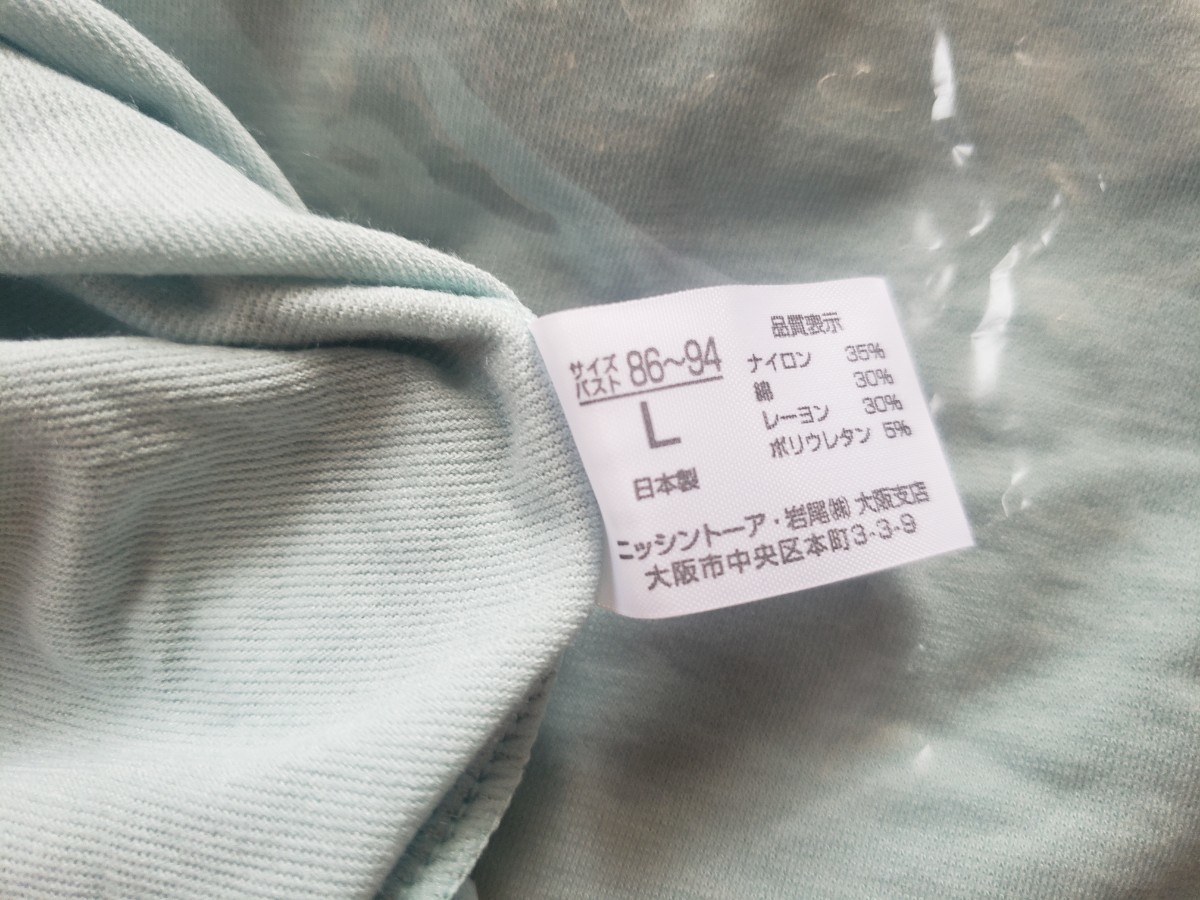 サイズ
バスト 86~94
L
日本製
品質表示
ナイロン 35%
綿 30%
レーヨン 30%
ポリウレタン 5%
ニッシントーア・岩尾㈱ 大阪支店
大阪市中央区本町3-3-9